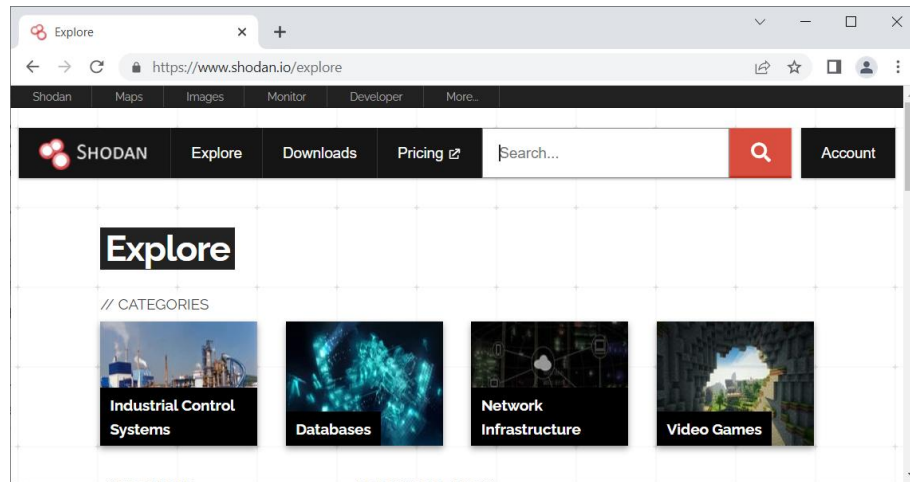 Explore
https://www.shodan.io/explore
Shodan Maps Images Monitor Developer More...
SHODAN Explore Downloads Pricing Search... Account
Explore
// CATEGORIES
Industrial Control
Systems
Databases
Network
Infrastructure
Video Games